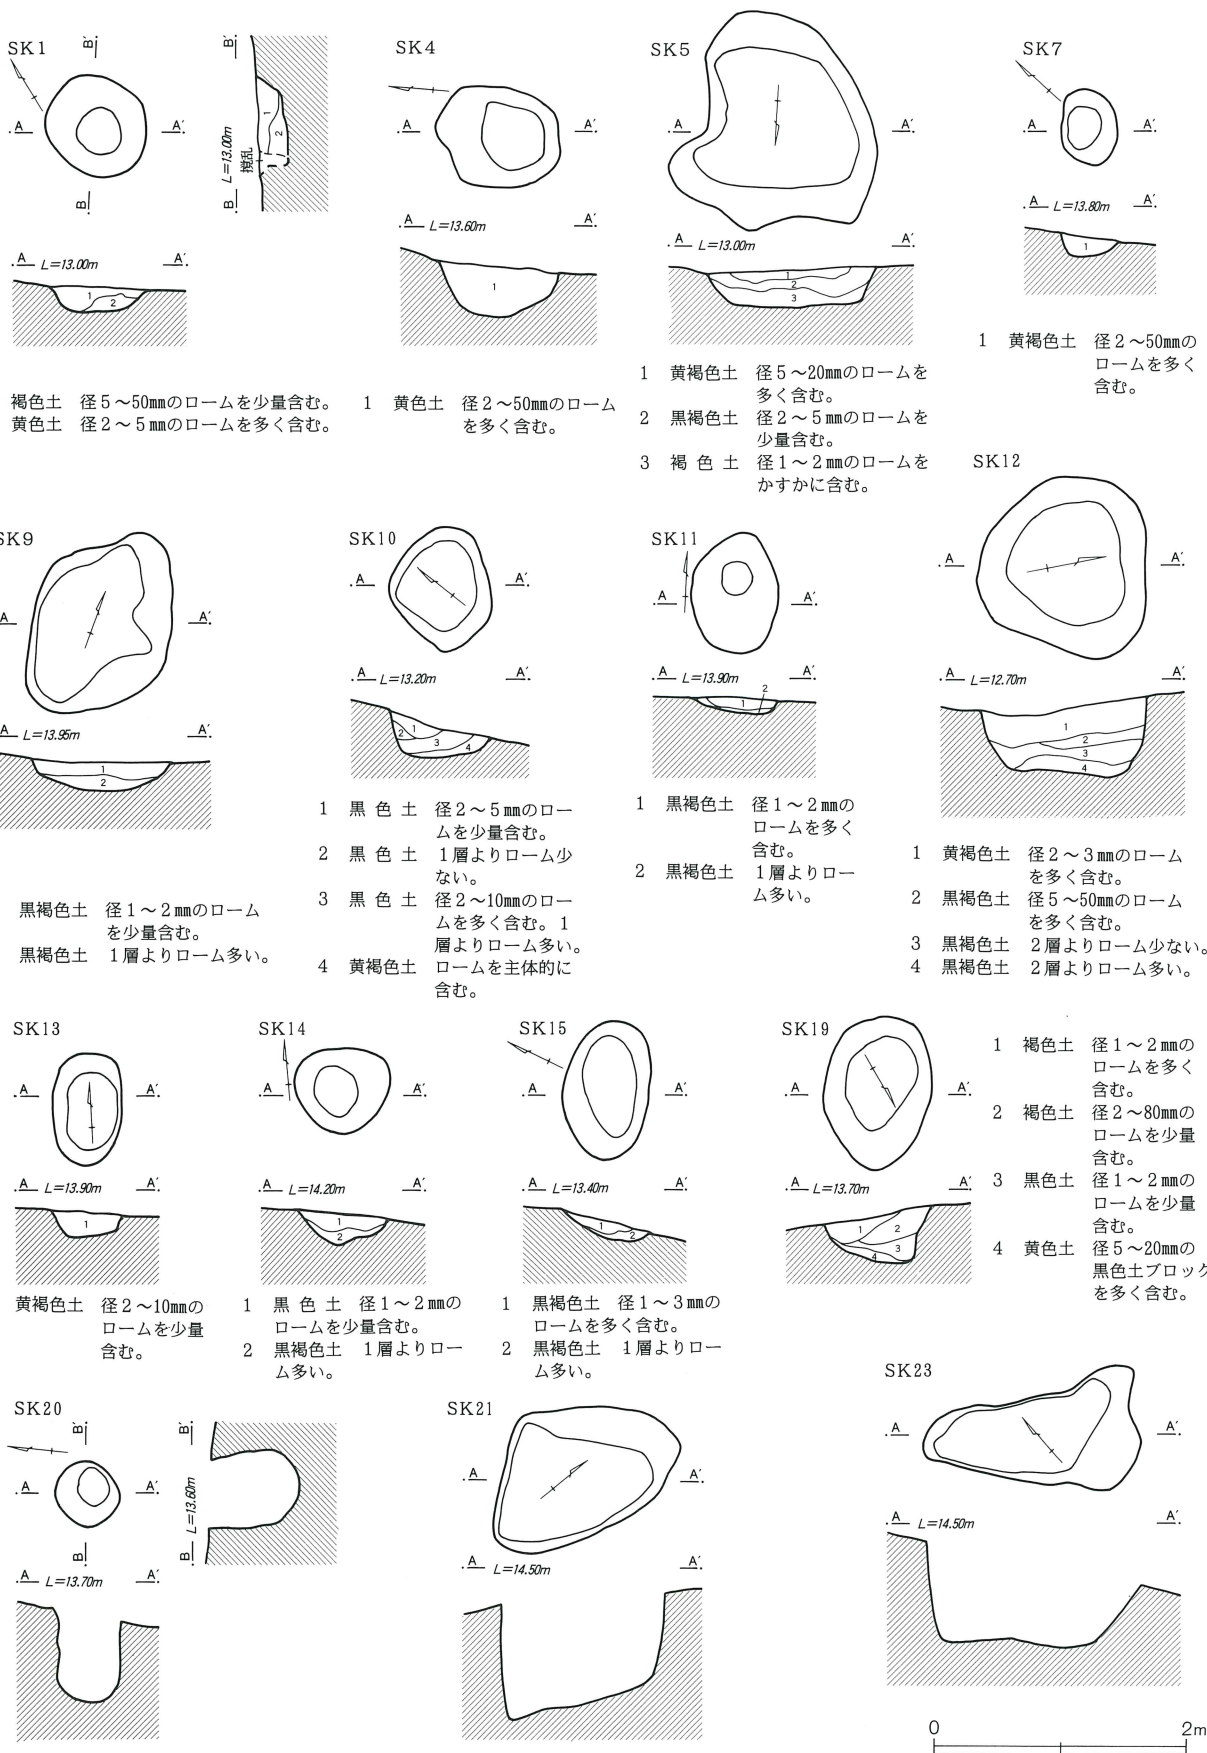 SK1
B′
A
A′
B
B′
L=13.00m
撹乱
B
A L=13.00m A′
1
2
1
2
褐色土 径5～50㎜のロームを少量含む。
黄色土 径2～5㎜のロームを多く含む。
SK4
A
A′
A L=13.60m A′
1
1 黄色土 径2～50㎜のローム
を多く含む。
SK5
A
A′
A L=13.00m A′
1
2
3
1 黄褐色土 径5～20㎜のロームを
多く含む。
2 黒褐色土 径2～5㎜のロームを
少量含む。
3 褐色土 径1～2㎜のロームを
かすかに含む。
SK7
A
A′
A L=13.80m A′
1
1 黄褐色土 径2～50㎜の
ロームを多く
含む。
SK9
A
A′
A L=13.95m A′
1
2
黒褐色土 径1～2㎜のローム
を少量含む。
黒褐色土 1層よりローム多い。
SK10
A
A′
A L=13.20m A′
1
2
3
4
1 黒色土 径2～5㎜のロー
ムを少量含む。
2 黒色土 1層よりローム少
ない。
3 黒色土 径2～10㎜のロー
ムを多く含む。1
層よりローム多い。
4 黄褐色土 ロームを主体的に
含む。
SK11
A
A′
A L=13.90m A′
2
1
1 黒褐色土 径1～2㎜の
ロームを多く
含む。
2 黒褐色土 1層よりロー
ム多い。
SK12
A
A′
A L=12.70m A′
1
2
3
4
1 黄褐色土 径2～3㎜のローム
を多く含む。
2 黒褐色土 径5～50㎜のローム
を多く含む。
3 黒褐色土 2層よりローム少ない。
4 黒褐色土 2層よりローム多い。
SK13
A
A′
A L=13.90m A′
1
黄褐色土 径2～10㎜の
ロームを少量
含む。
SK14
A
A′
A L=14.20m A′
1
2
1 黒色土 径1～2㎜の
ロームを少量含む。
2 黒褐色土 1層よりロー
ム多い。
SK15
A
A′
A L=13.40m A′
1
2
1 黒褐色土 径1～3㎜の
ロームを多く含む。
2 黒褐色土 1層よりロー
ム多い。
SK19
A
A′
A L=13.70m A′
1
2
3
4
1 褐色土 径1～2㎜の
ロームを多く
含む。
2 褐色土 径2～80㎜の
ロームを少量
含む。
3 黒色土 径1～2㎜の
ロームを少量
含む。
4 黄色土 径5～20㎜の
黒色土ブロック
を多く含む。
SK20
B′
A
A′
B
B′
L=13.60m
B
A L=13.70m A′
SK21
A
A′
A L=14.50m A′
SK23
A
A′
A L=14.50m A′
0 2m